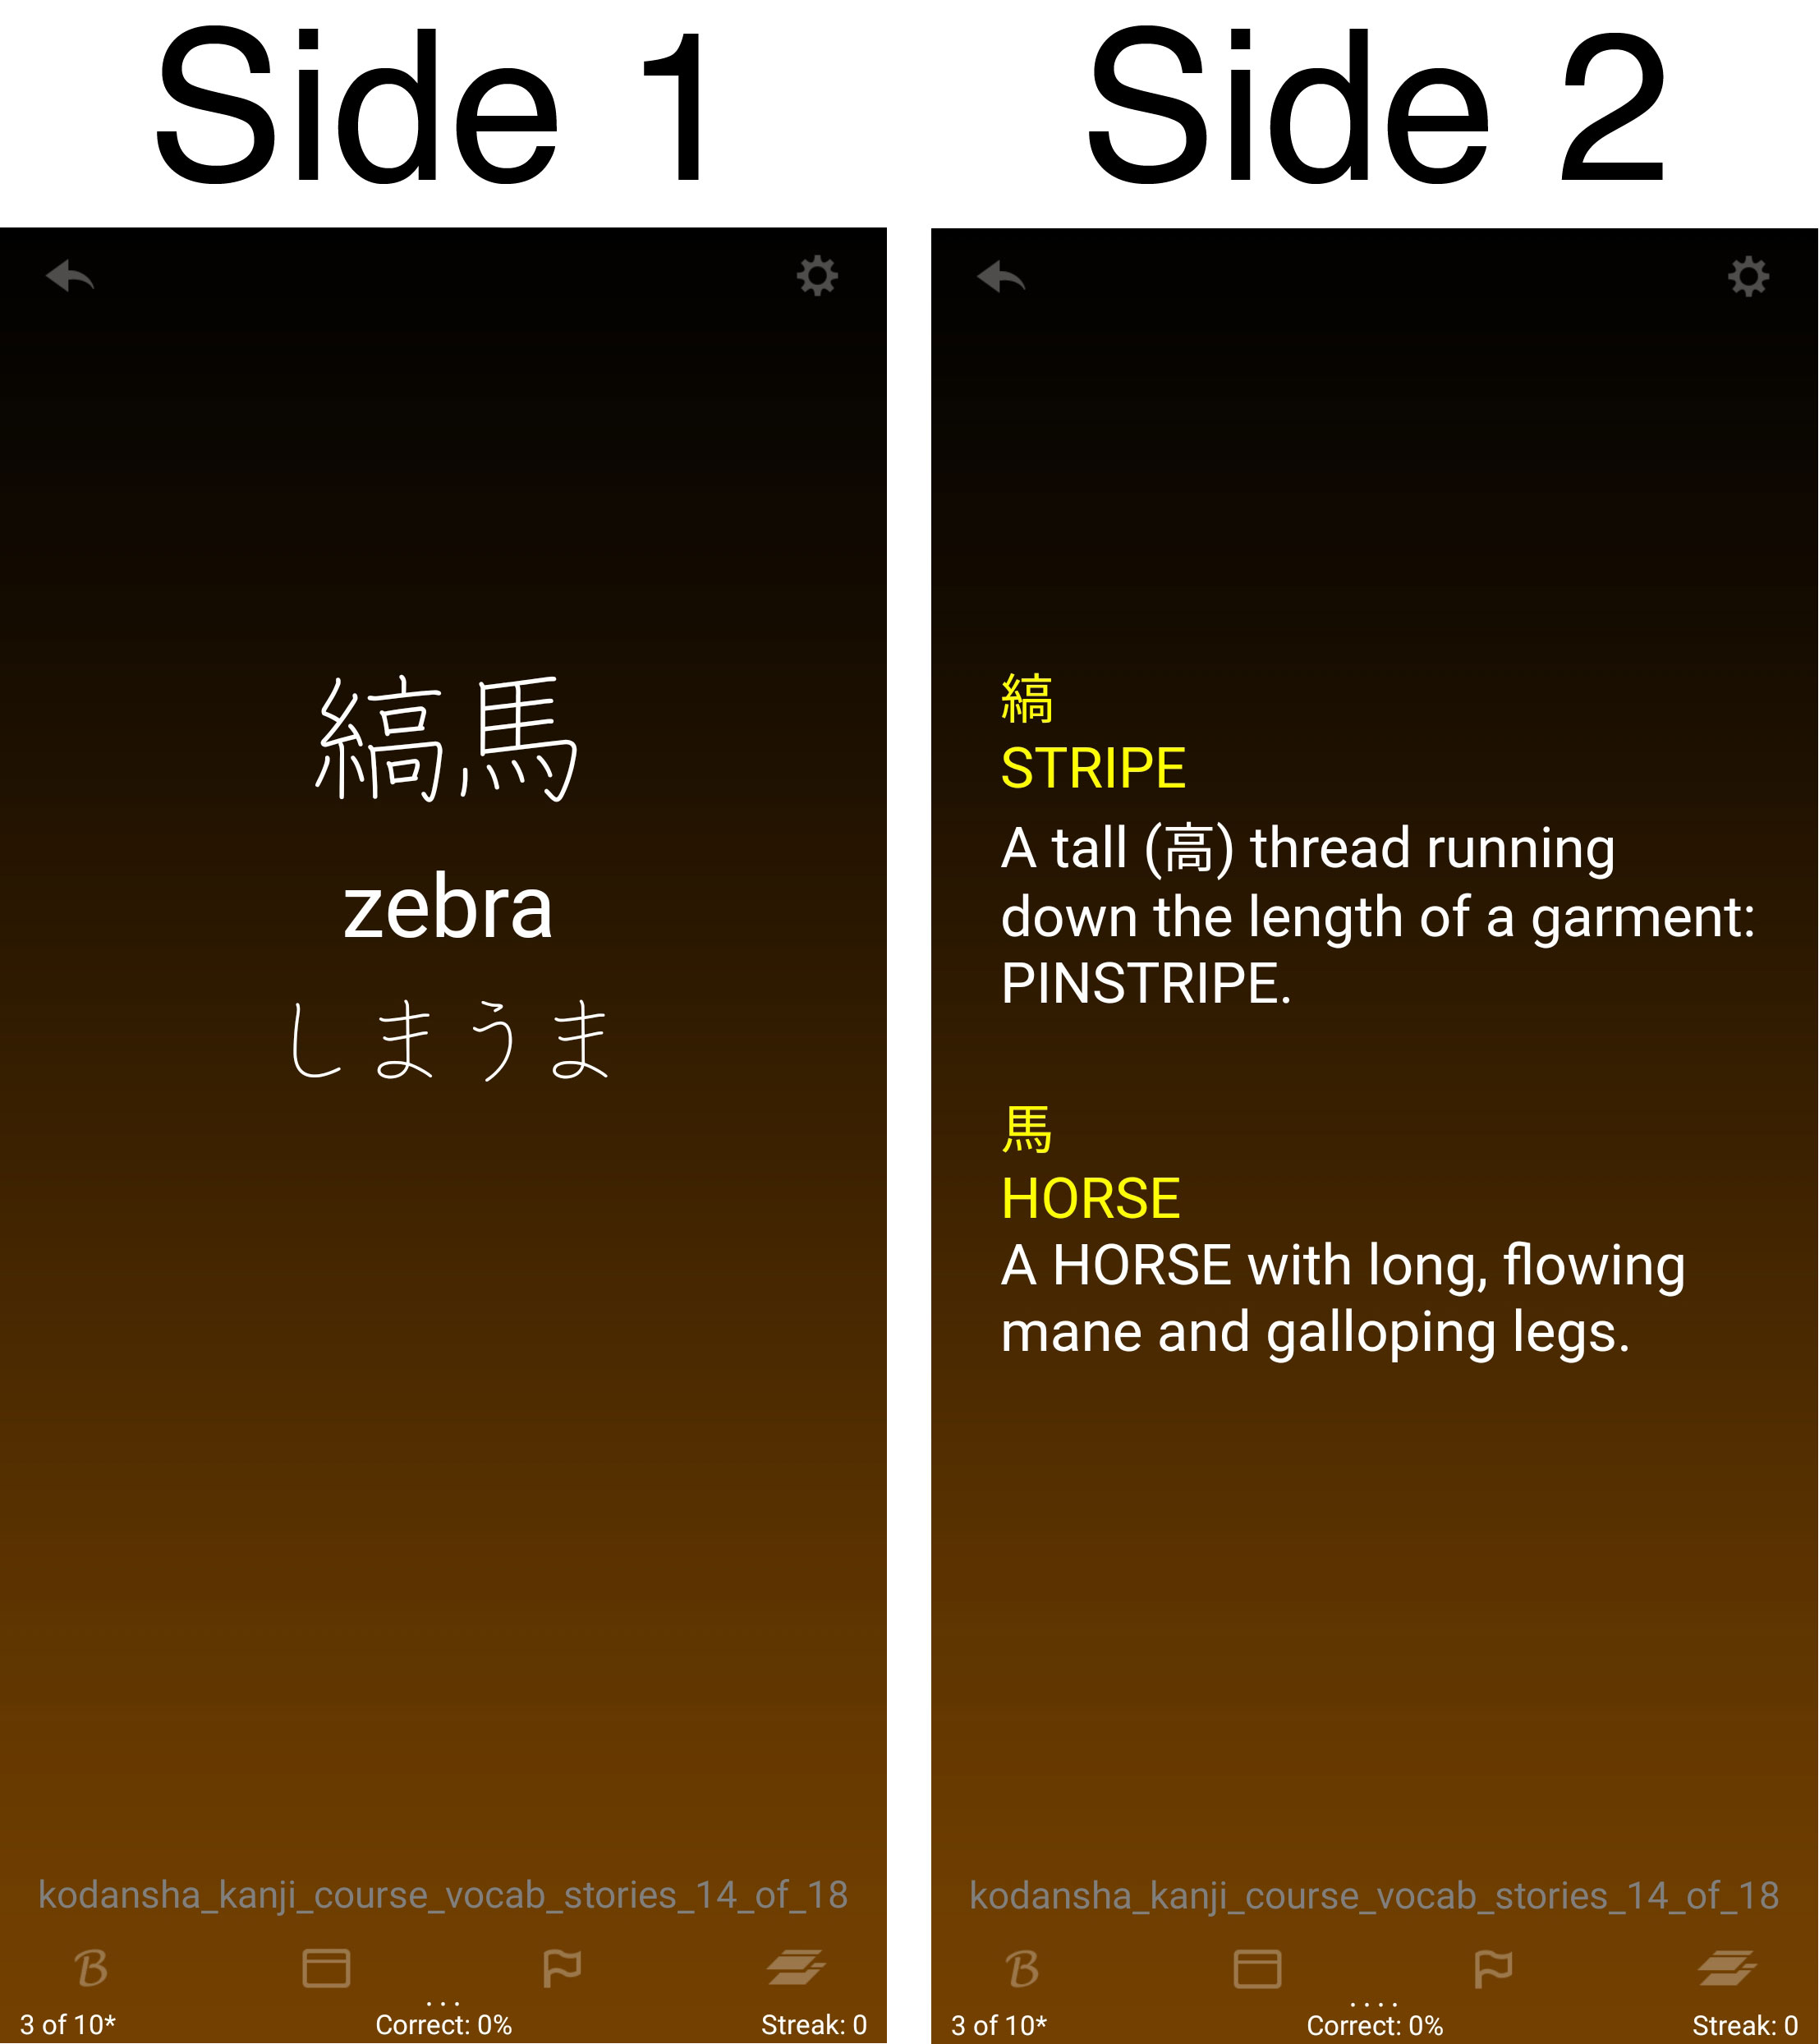 Side 1
縞馬
zebra
しまうま
kodansha_kanji_course_vocab_stories_14_of_18
B
...
3 of 10* Correct: 0% Streak: 0
Side 2
縞
STRIPE
A tall (高) thread running
down the length of a garment:
PINSTRIPE.
馬
HORSE
A HORSE with long, flowing
mane and galloping legs.
kodansha_kanji_course_vocab_stories_14_of_18
B
....
3 of 10* Correct: 0% Streak: 0